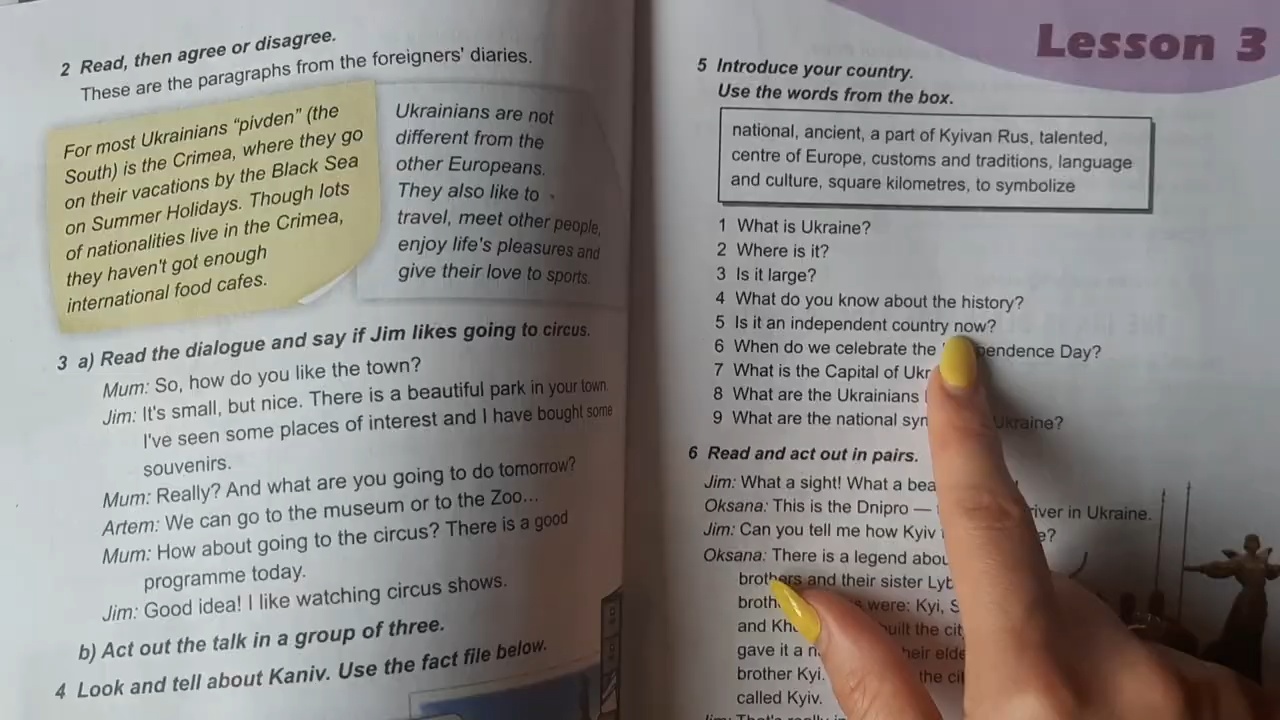 2 Read, then agree or disagree.
These are the paragraphs from the foreigners' diaries.
For most Ukrainians "pivden" (the
South) is the Crimea, where they go
on their vacations by the Black Sea
on Summer Holidays. Though lots
of nationalities live in the Crimea,
they haven't got enough
international food cafes.
Ukrainians are not
different from the
other Europeans.
They also like to
travel, meet other people,
enjoy life's pleasures and
give their love to sports.
3 a) Read the dialogue and say if Jim likes going to circus.
Mum: So, how do you like the town?
Jim: It's small, but nice. There is a beautiful park in your town.
I've seen some places of interest and I have bought some
souvenirs.
Mum: Really? And what are you going to do tomorrow?
Artem: We can go to the museum or to the Zoo...
Mum: How about going to the circus? There is a good
programme today.
Jim: Good idea! I like watching circus shows.
b) Act out the talk in a group of three.
4 Look and tell about Kaniv. Use the fact file below.
Lesson 3
5 Introduce your country.
Use the words from the box.
national, ancient, a part of Kyivan Rus, talented,
centre of Europe, customs and traditions, language
and culture, square kilometres, to symbolize
1 What is Ukraine?
2 Where is it?
3 Is it large?
4 What do you know about the history?
5 Is it an independent country now?
6 When do we celebrate the pendence Day?
7 What is the Capital of Ukr
8 What are the Ukrainians
9 What are the national Ukraine?
6 Read and act out in pairs.
Jim: What a sight! What a
Oksana: This is the Dnipro — river in Ukraine.
Jim: Can you tell me how Kyiv
Oksana: There is a legend
brothers and their sister
were: Kyi,
and built the
gave it a
brother Kyi. the
called Kyiv.